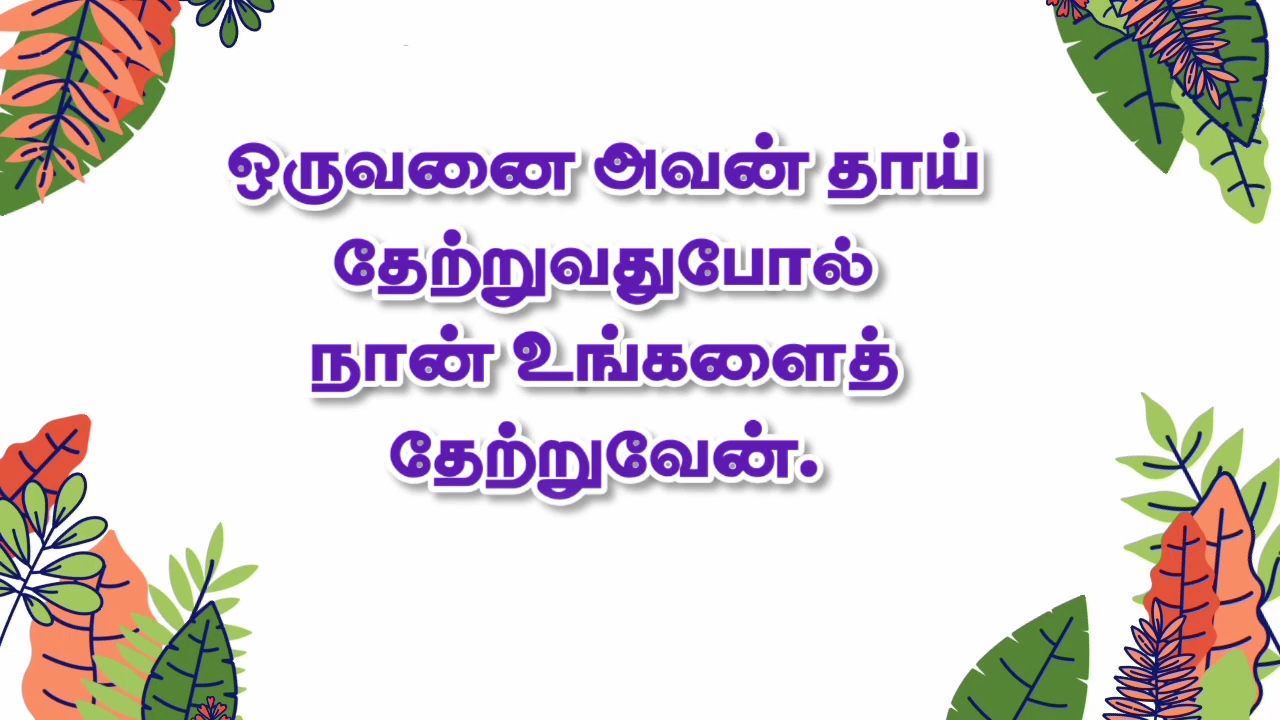 ஒருவனை அவன் தாய்
தேற்றுவதுபோல்
நான் உங்களைத்
தேற்றுவேன்.